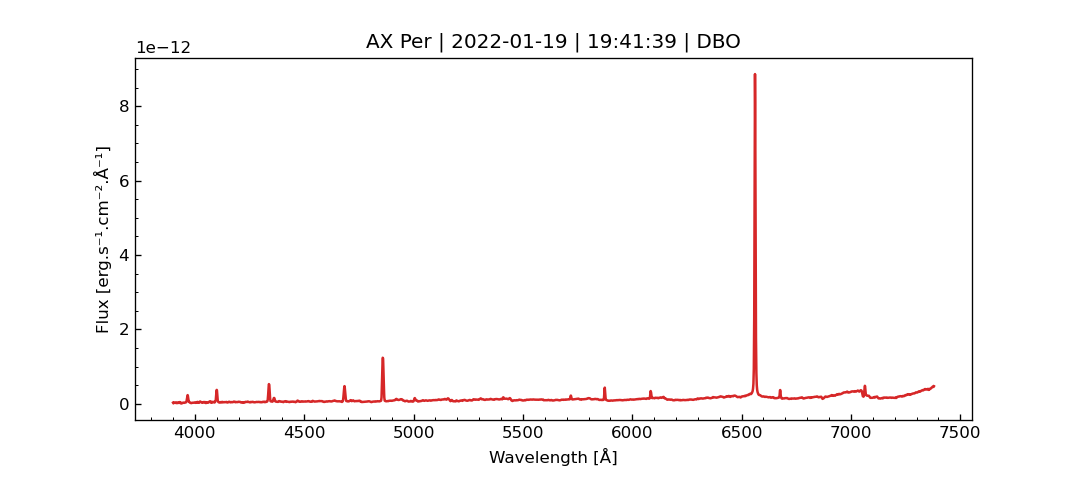 AX Per | 2022-01-19 | 19:41:39 | DBO
1e−12
8
6
4
2
0
Flux [erg.s⁻¹.cm⁻².Å⁻¹]
4000 4500 5000 5500 6000 6500 7000 7500
Wavelength [Å]